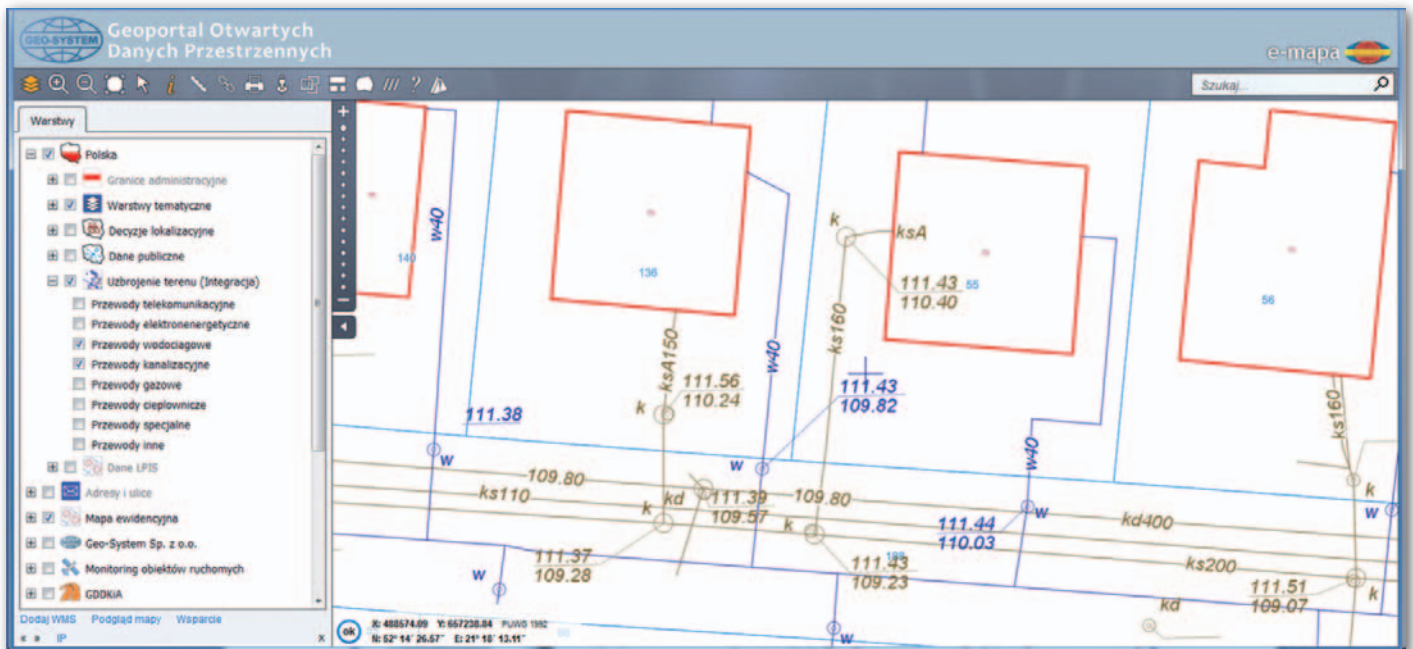 GEO-SYSTEM
Geoportal Otwartych
Danych Przestrzennych
e-mapa
Szukaj...
Warstwy
Polska
Granice administracyjne
Warstwy tematyczne
Decyzje lokalizacyjne
Dane publiczne
Uzbrojenie terenu (Integracja)
Przewody telekomunikacyjne
Przewody elektronenergetyczne
Przewody wodociągowe
Przewody kanalizacyjne
Przewody gazowe
Przewody ciepłownicze
Przewody specjalne
Przewody inne
Dane LPIS
Adresy i ulice
Mapa ewidencyjna
Geo-System Sp. z o.o.
Monitoring obiektów ruchomych
GDDKiA
Dodaj WMS Podgląd mapy Wsparcie
« » IP x
w40
140
136
k
ksA
111.43
110.40
55
56
ksA150
w40
ks160
111.56
110.24
k
111.43
109.82
111.38
w40
ks160
w
w
k
w
w
109.80
ks110
kd
111.39
109.57
109.80
k
k
111.44
110.03
kd400
ks200
111.37
109.28
111.43
109.23
111.51
109.07
k
w
kd
w
ok
X: 488574.09 Y: 657238.84 PUWG 1992
N: 52° 14' 26.57" E: 21° 18' 13.11"